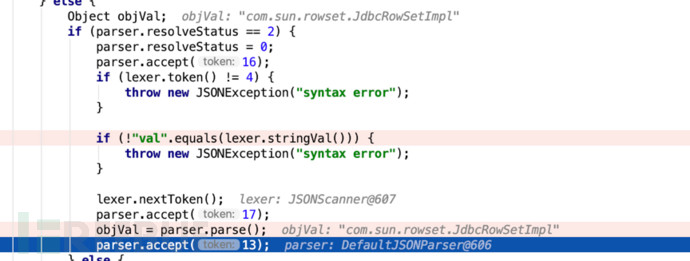 } else {
Object objVal; objVal: "com.sun.rowset.JdbcRowSetImpl"
if (parser.resolveStatus == 2) {
parser.resolveStatus = 0;
parser.accept( token: 16);
if (lexer.token() != 4) {
throw new JSONException("syntax error");
}
if (!"val".equals(lexer.stringVal())) {
throw new JSONException("syntax error");
}
lexer.nextToken(); lexer: JSONScanner@607
parser.accept( token: 17);
objVal = parser.parse(); objVal: "com.sun.rowset.JdbcRowSetImpl"
parser.accept( token: 13); parser: DefaultJSONParser@606
} else {